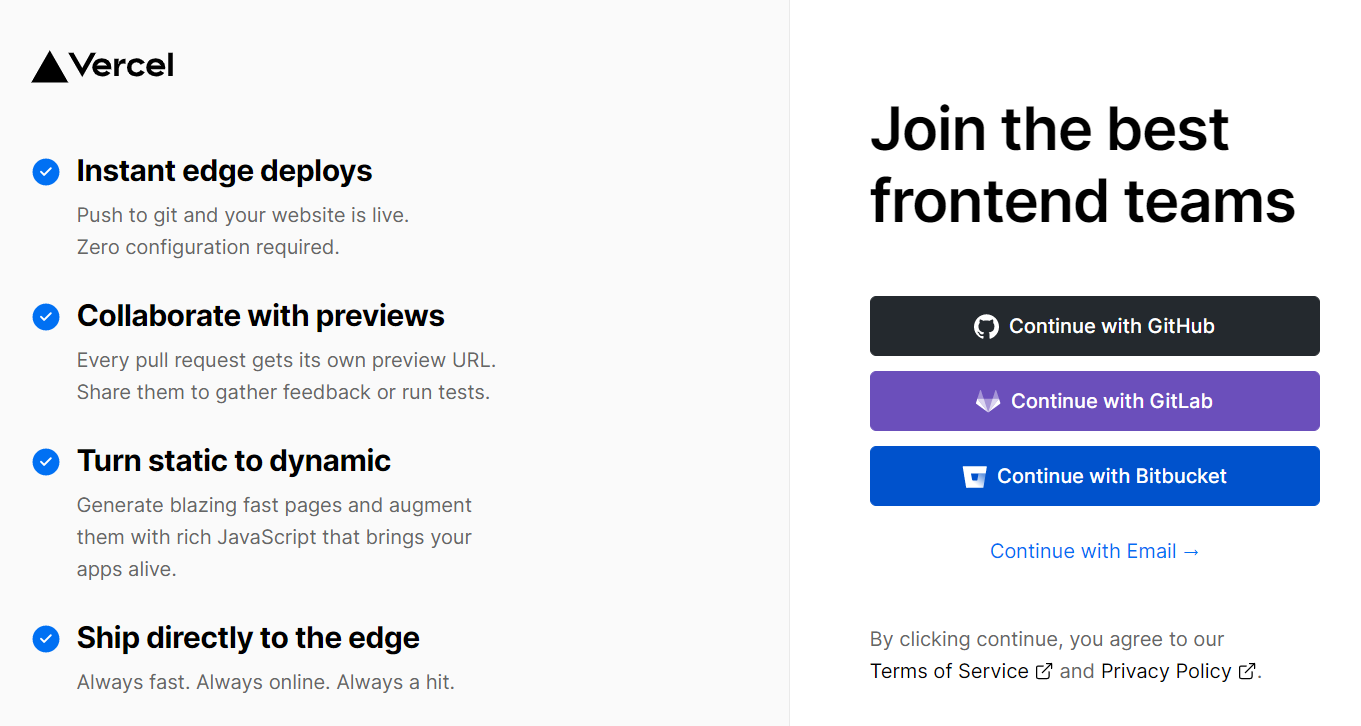 Vercel
Instant edge deploys
Push to git and your website is live.
Zero configuration required.
Collaborate with previews
Every pull request gets its own preview URL.
Share them to gather feedback or run tests.
Turn static to dynamic
Generate blazing fast pages and augment
them with rich JavaScript that brings your
apps alive.
Ship directly to the edge
Always fast. Always online. Always a hit.
Join the best
frontend teams
Continue with GitHub
Continue with GitLab
Continue with Bitbucket
Continue with Email →
By clicking continue, you agree to our
Terms of Service and Privacy Policy.